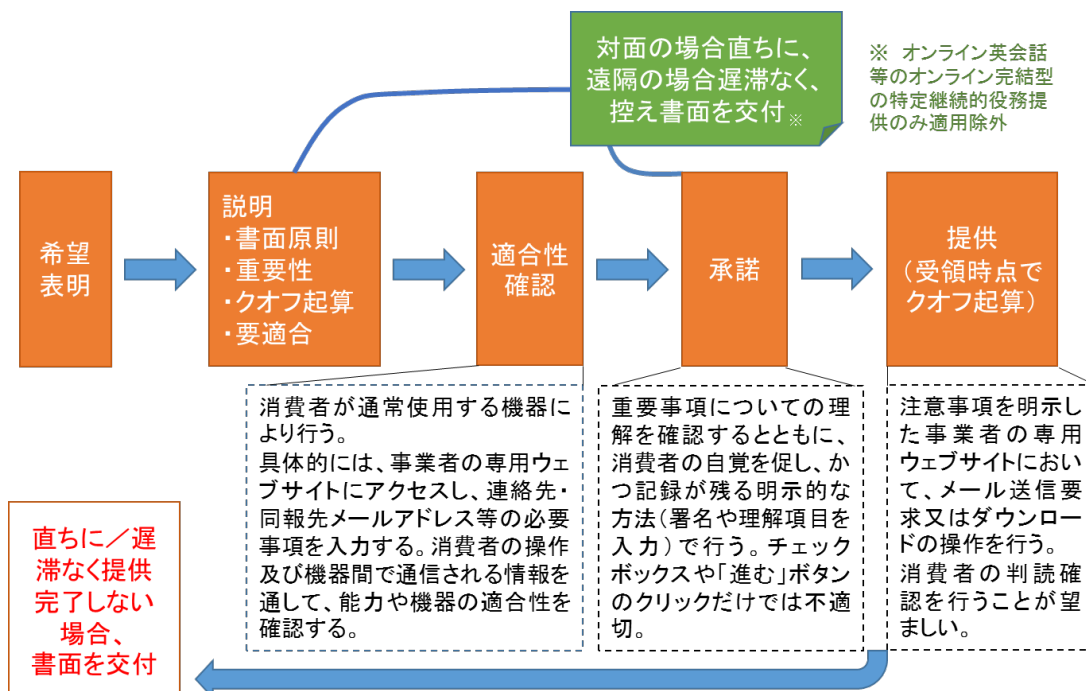 対面の場合直ちに、
遠隔の場合遅滞なく、
控え書面を交付※
※ オンライン英会話
等のオンライン完結型
の特定継続的役務提
供のみ適用除外
希望
表明
説明
・書面原則
・重要性
・クオフ起算
・要適合
適合性
確認
承諾
提供
（受領時点で
クオフ起算）
消費者が通常使用する機器に
より行う。
具体的には、事業者の専用ウェ
ブサイトにアクセスし、連絡先・
同報先メールアドレス等の必要
事項を入力する。消費者の操作
及び機器間で通信される情報を
通して、能力や機器の適合性を
確認する。
重要事項についての理
解を確認するとともに、
消費者の自覚を促し、か
つ記録が残る明示的な
方法（署名や理解項目を
入力）で行う。チェック
ボックスや「進む」ボタン
のクリックだけでは不適
切。
注意事項を明示し
た事業者の専用
ウェブサイトにおい
て、メール送信要
求又はダウンロー
ドの操作を行う。
消費者の判読確
認を行うことが望
ましい。
直ちに／遅
滞なく提供
完了しない
場合、
書面を交付